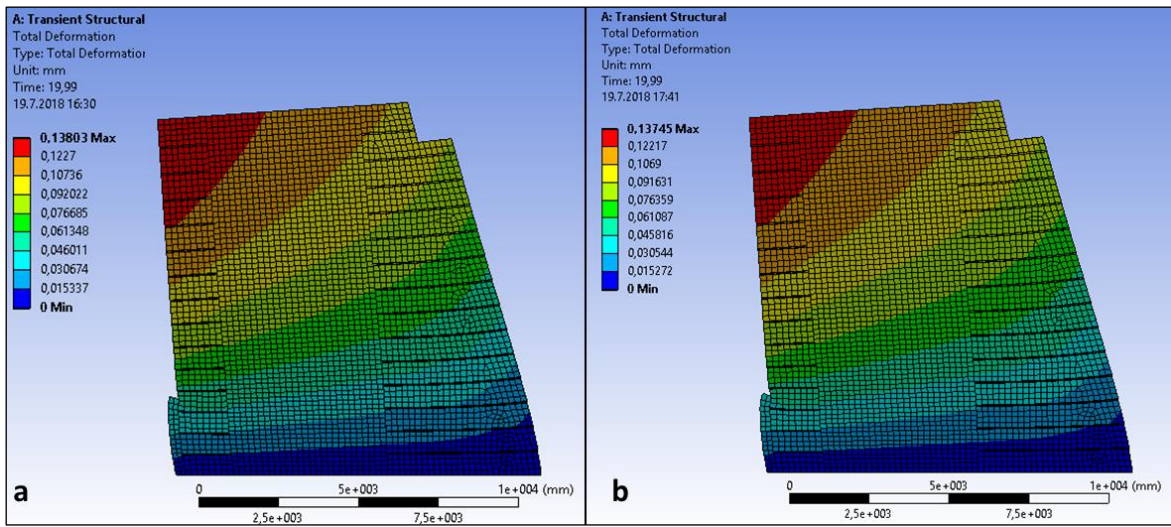 A: Transient Structural
Total Deformation
Type: Total Deformation
Unit: mm
Time: 19,99
19.7.2018 16:30
0,13803 Max
0,1227
0,10736
0,092022
0,076685
0,061348
0,046011
0,030674
0,015337
0 Min
a
0 5e+003 1e+004 (mm)
2,5e+003 7,5e+003
A: Transient Structural
Total Deformation
Type: Total Deformation
Unit: mm
Time: 19,99
19.7.2018 17:41
0,13745 Max
0,12217
0,1069
0,091631
0,076359
0,061087
0,045816
0,030544
0,015272
0 Min
b
0 5e+003 1e+004 (mm)
2,5e+003 7,5e+003